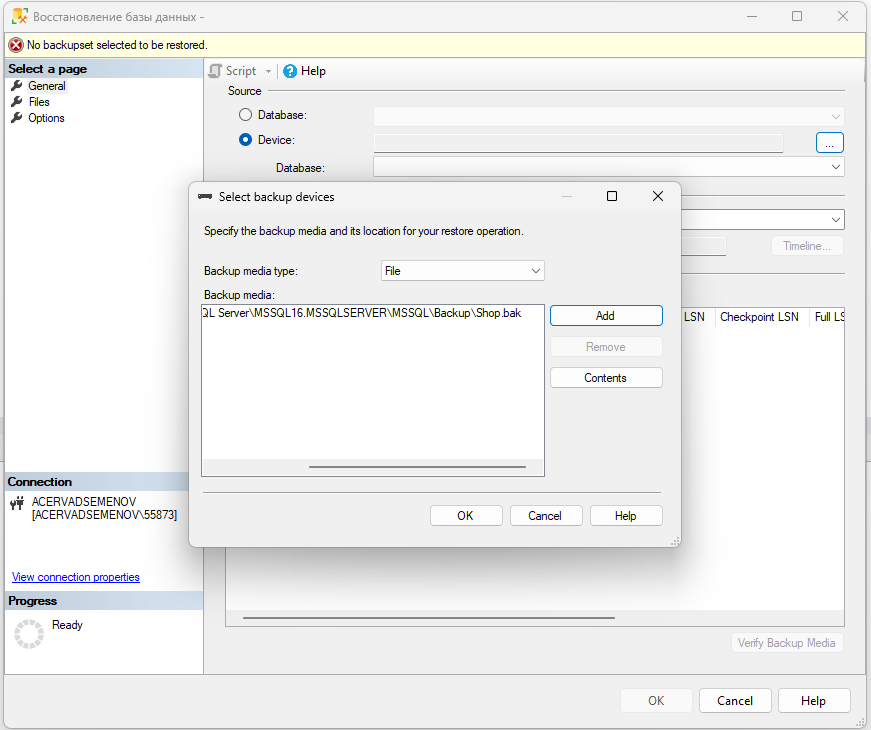 Восстановление базы данных -
No backupset selected to be restored.
Select a page
General
Files
Options
Script
Help
Source
Database:
Device:
...
Database:
Select backup devices
Specify the backup media and its location for your restore operation.
Backup media type:
File
Backup media:
QL Server\MSSQL16.MSSQLSERVER\MSSQL\Backup\Shop.bak
Add
Remove
Contents
OK
Cancel
Help
Timeline...
LSN
Checkpoint LSN
Full LS
Connection
ACERVADSEMENOV
[ACERVADSEMENOV\55873]
View connection properties
Progress
Ready
Verify Backup Media
OK
Cancel
Help